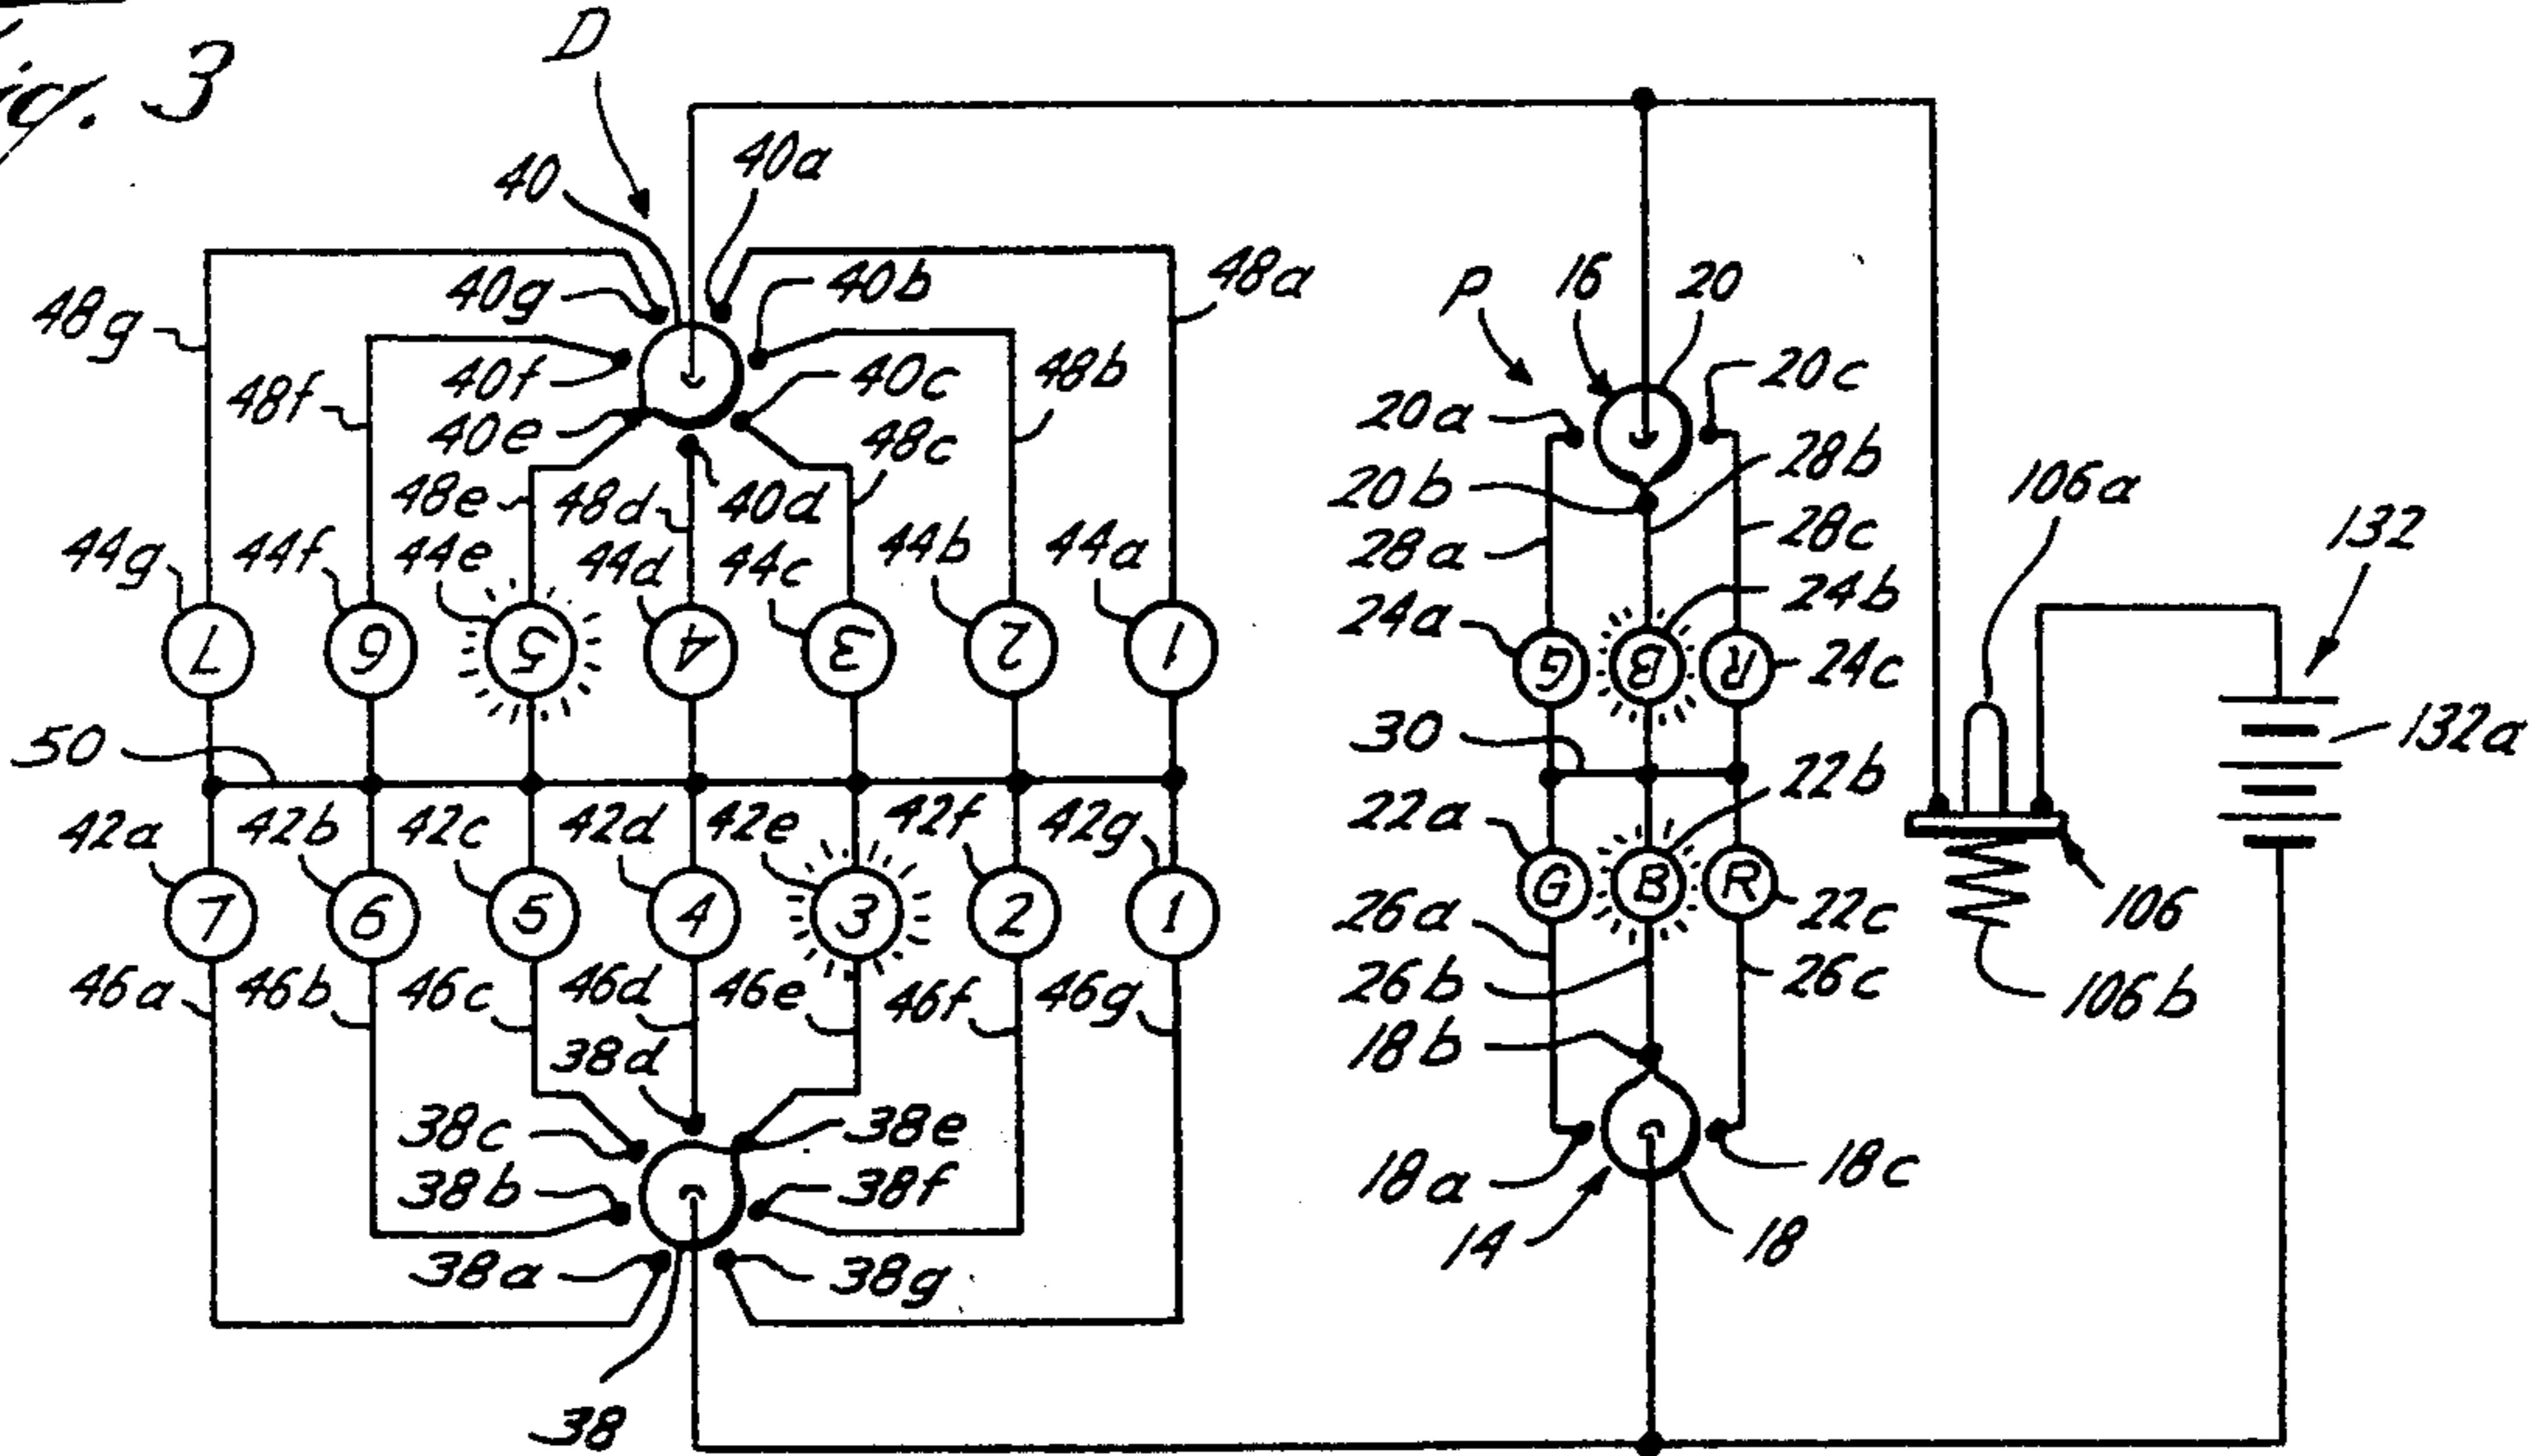 Fig. 3
D
40
40a
40g
40b
48a
48g
40f
40c
48b
48f
40e
48c
48e
48d
40d
44g
44f
44e
44d
44c
44b
44a
7
6
5
4
3
2
1
50
42a
42b
42c
42d
42e
42f
42g
7
6
5
4
3
2
1
46a
46b
46c
46d
46e
46f
46g
38d
38c
38e
38b
38f
38a
38g
38
P
16
20
20a
20c
20b
28b
28a
28c
24a
24b
24c
G
B
R
30
22b
22a
G
B
R
22c
26a
26b
26c
18b
18a
18c
14
18
106a
132
132a
106
106b